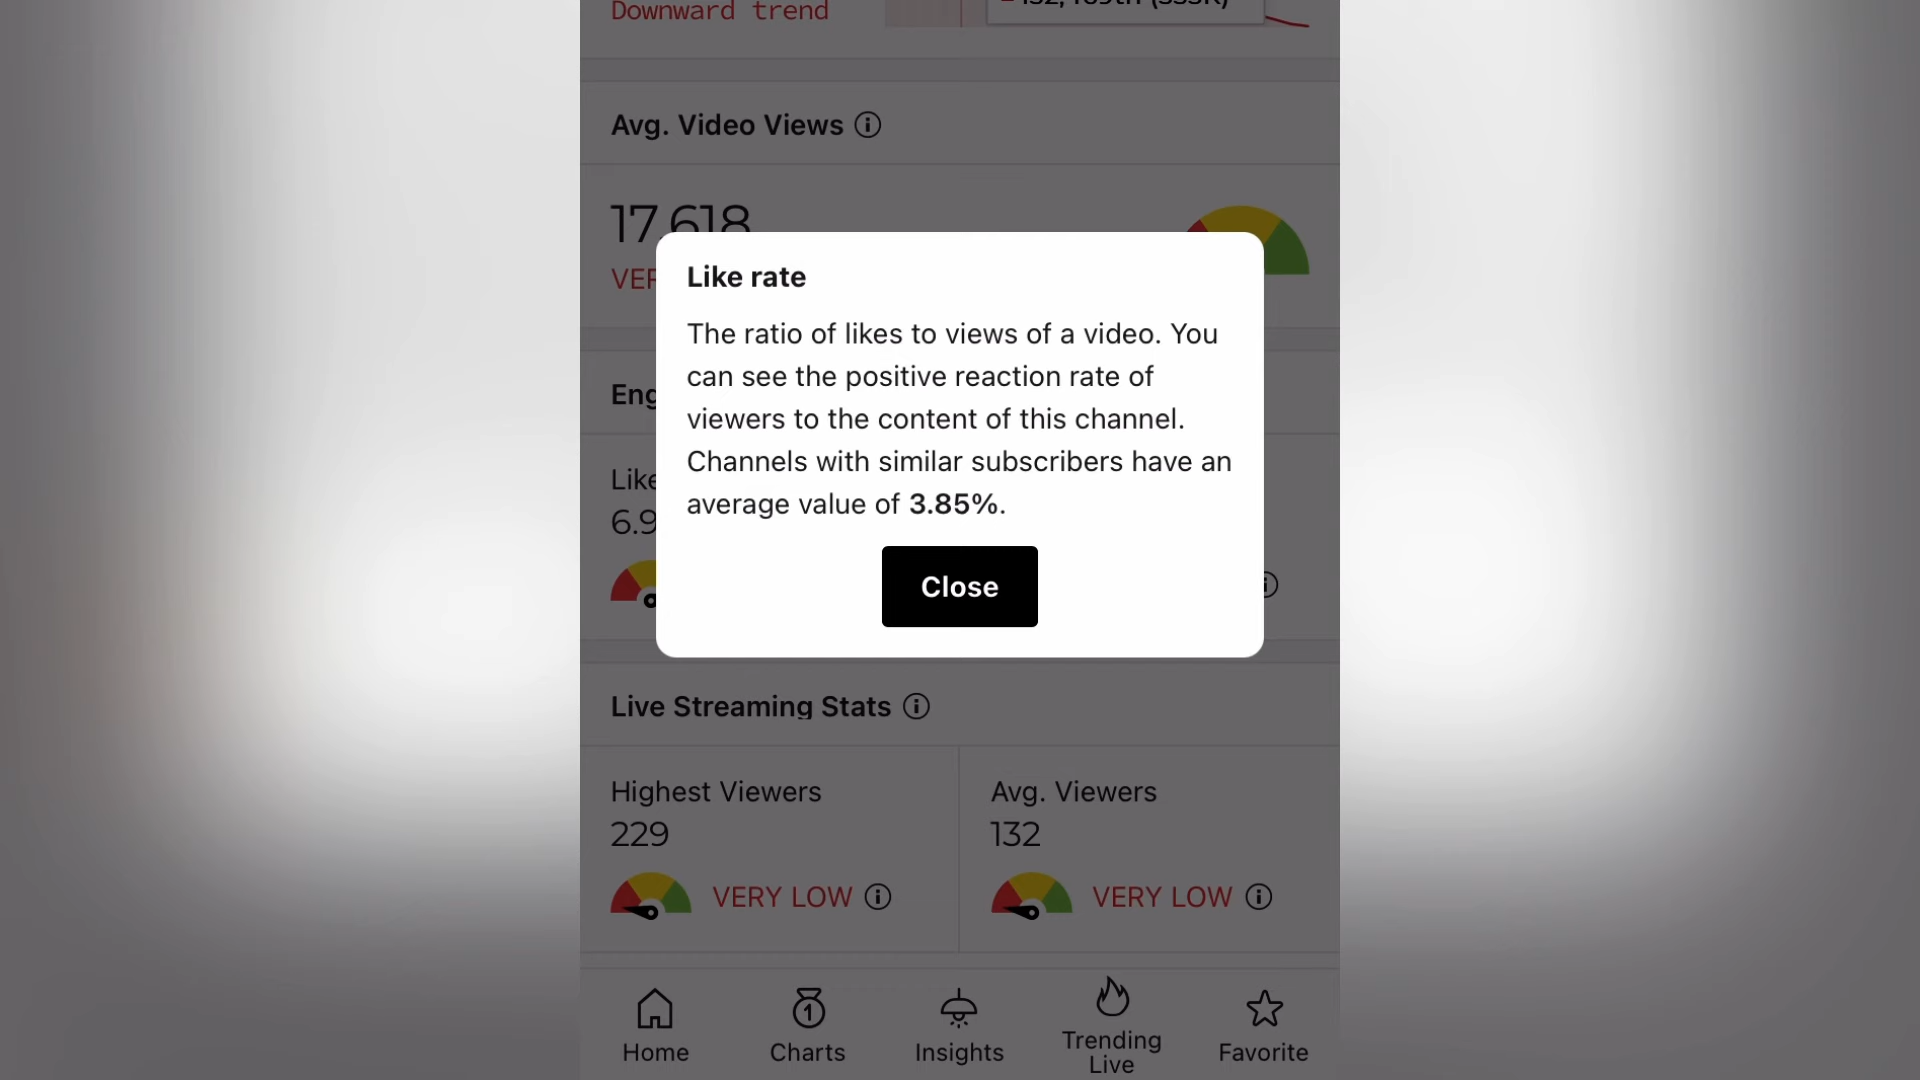 Downward trend
Avg. Video Views
17,618
Like rate
The ratio of likes to views of a video. You
can see the positive reaction rate of
viewers to the content of this channel.
Channels with similar subscribers have an
average value of 3.85%.
Close
Live Streaming Stats
Highest Viewers
229
VERY LOW
Avg. Viewers
132
VERY LOW
Home
Charts
Insights
Trending
Live
Favorite